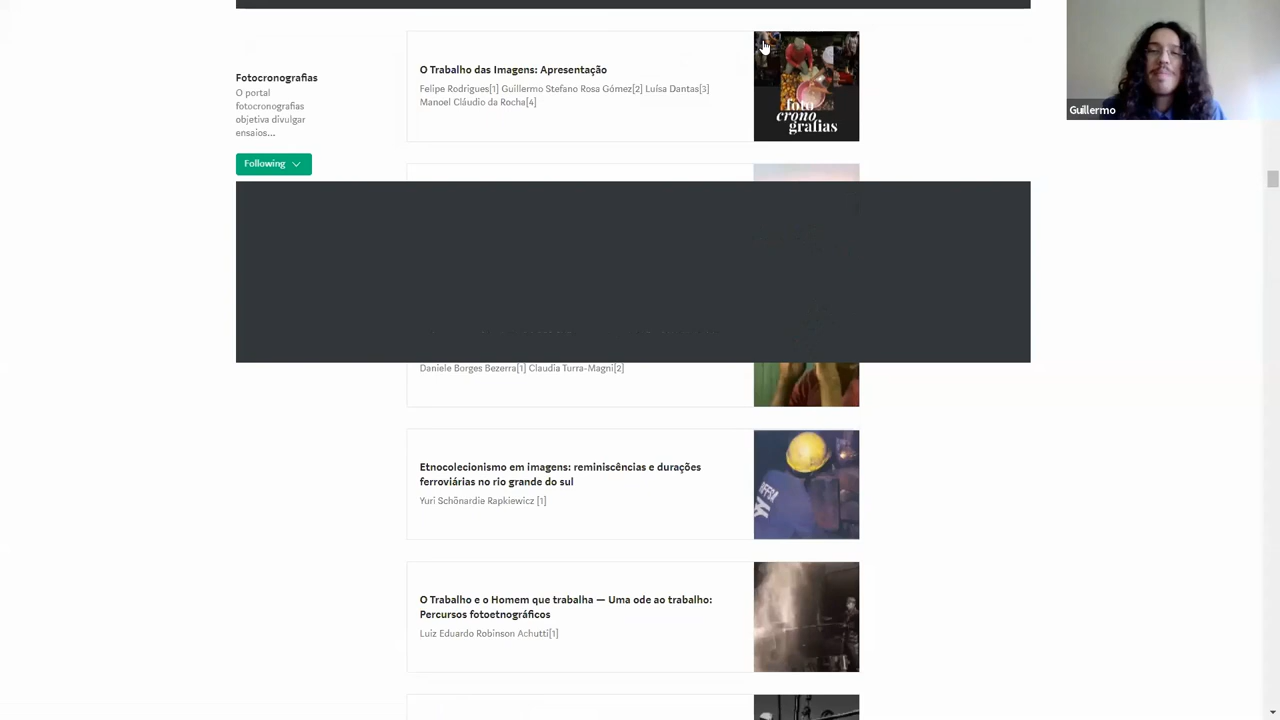 Fotocronografias
O portal
fotocronografias
objetiva divulgar
ensaios...
Following
O Trabalho das Imagens: Apresentação
Felipe Rodrigues[1] Guillermo Stefano Rosa Gómez[2] Luísa Dantas[3]
Manoel Cláudio da Rocha[4]
foto
crono
grafias
Guillermo
Daniele Borges Bezerra[1] Claudia Turra-Magni[2]
Etnocolecionismo em imagens: reminiscências e durações
ferroviárias no rio grande do sul
Yuri Schönardie Rapkiewicz [1]
O Trabalho e o Homem que trabalha — Uma ode ao trabalho:
Percursos fotoetnográficos
Luiz Eduardo Robinson Achutti[1]